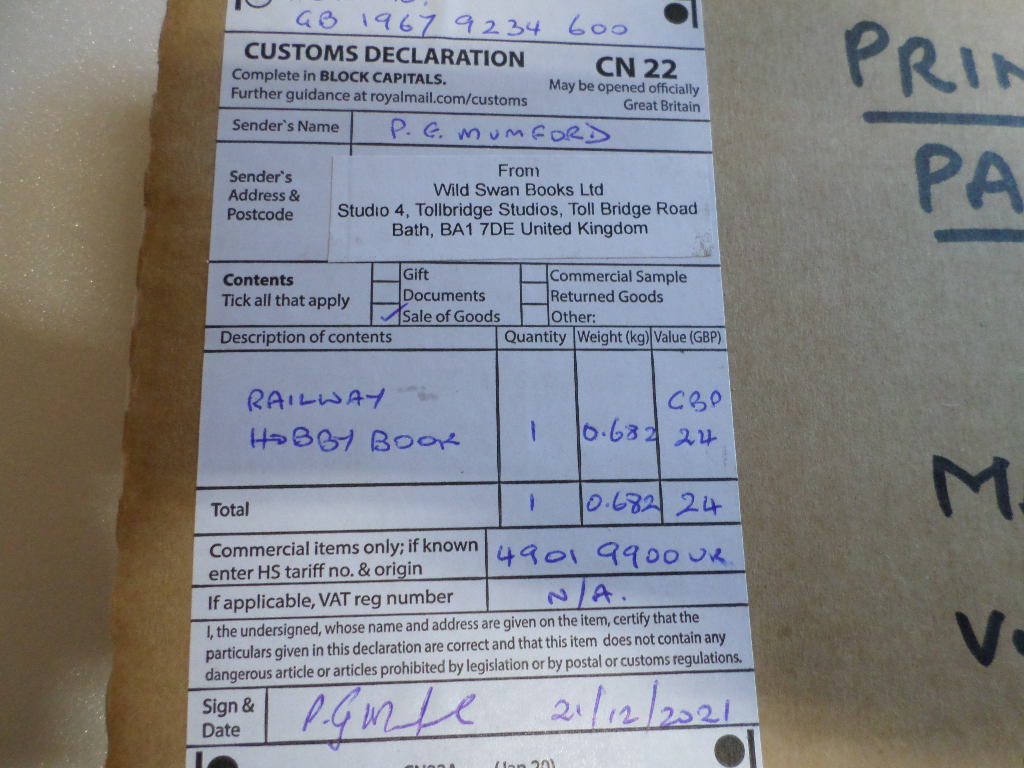 GB 1967 9234 600
CUSTOMS DECLARATION
CN 22
Complete in BLOCK CAPITALS.
Further guidance at royalmail.com/customs
May be opened officially
Great Britain
Sender's Name
P. G. MUMFORD
Sender's
Address &
Postcode
From
Wild Swan Books Ltd
Studio 4, Tollbridge Studios, Toll Bridge Road
Bath, BA1 7DE United Kingdom
Contents
Tick all that apply
Gift
Documents
Sale of Goods
Commercial Sample
Returned Goods
Other:
Description of contents Quantity Weight (kg) Value (GBP)
RAILWAY GBP
HOBBY BOOK 1 0.682 24
Total 1 0.682 24
Commercial items only; if known
enter HS tariff no. & origin
4901 9900 UK
If applicable, VAT reg number N/A.
I, the undersigned, whose name and address are given on the item, certify that the
particulars given in this declaration are correct and that this item does not contain any
dangerous article or articles prohibited by legislation or by postal or customs regulations.
Sign &
Date
21/12/2021
(Jan 20)
PRIN
PA
M.